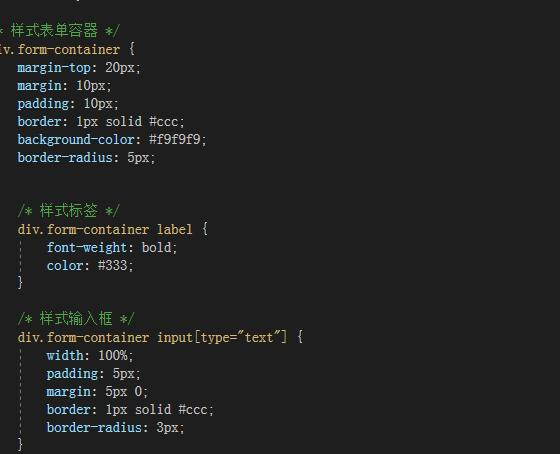 * 样式表单容器 */
iv.form-container {
margin-top: 20px;
margin: 10px;
padding: 10px;
border: 1px solid #ccc;
background-color: #f9f9f9;
border-radius: 5px;
/* 样式标签 */
div.form-container label {
font-weight: bold;
color: #333;
}
/* 样式输入框 */
div.form-container input[type="text"] {
width: 100%;
padding: 5px;
margin: 5px 0;
border: 1px solid #ccc;
border-radius: 3px;
}